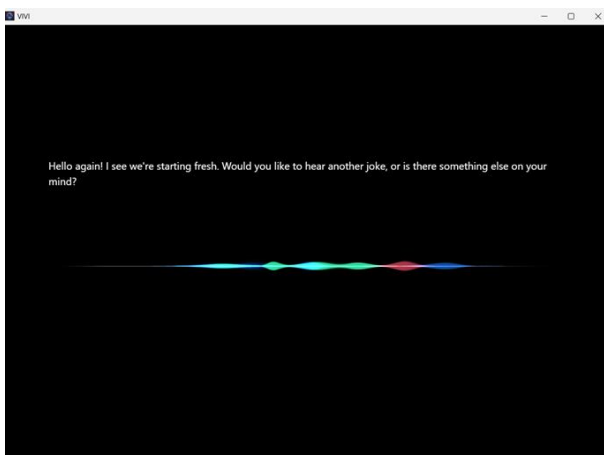 VIVI
Hello again! I see we're starting fresh. Would you like to hear another joke, or is there something else on your
mind?